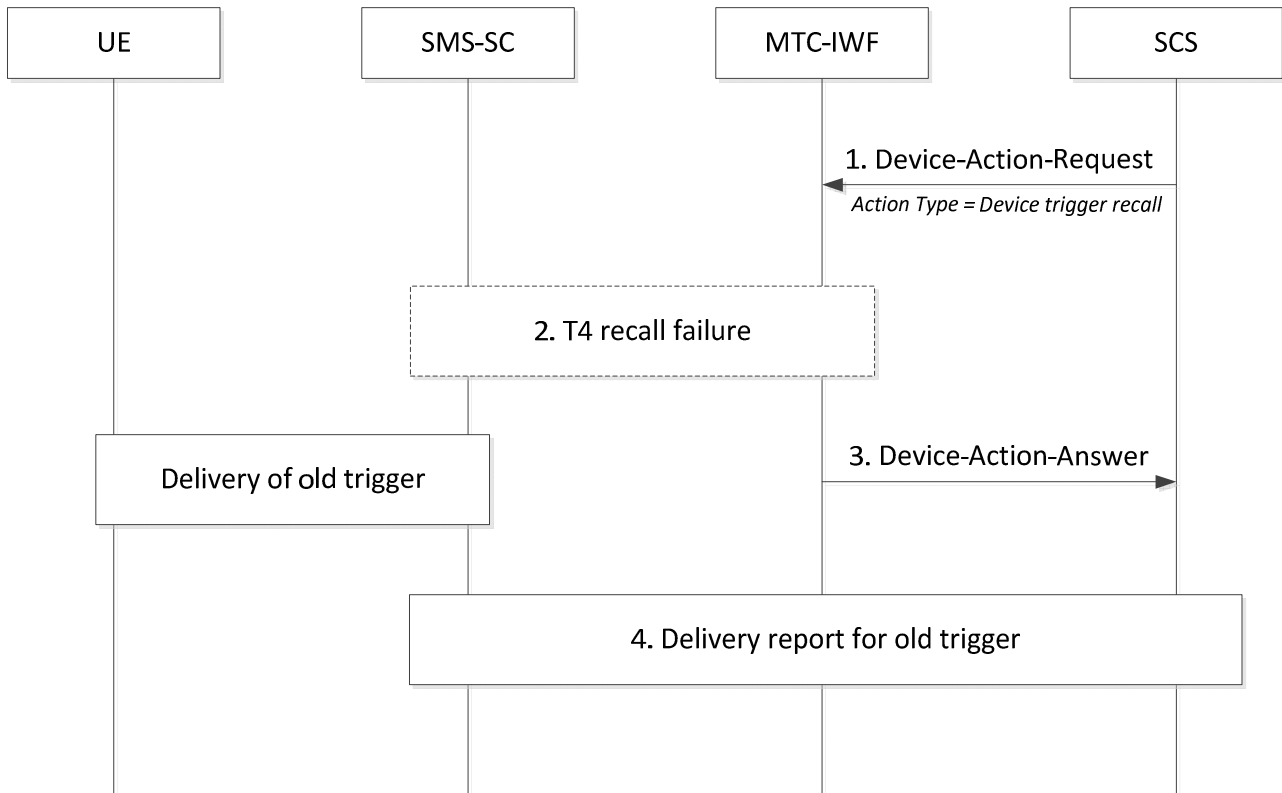 UE
SMS-SC
MTC-IWF
SCS
1. Device-Action-Request
Action Type = Device trigger recall
2. T4 recall failure
Delivery of old trigger
3. Device-Action-Answer
4. Delivery report for old trigger